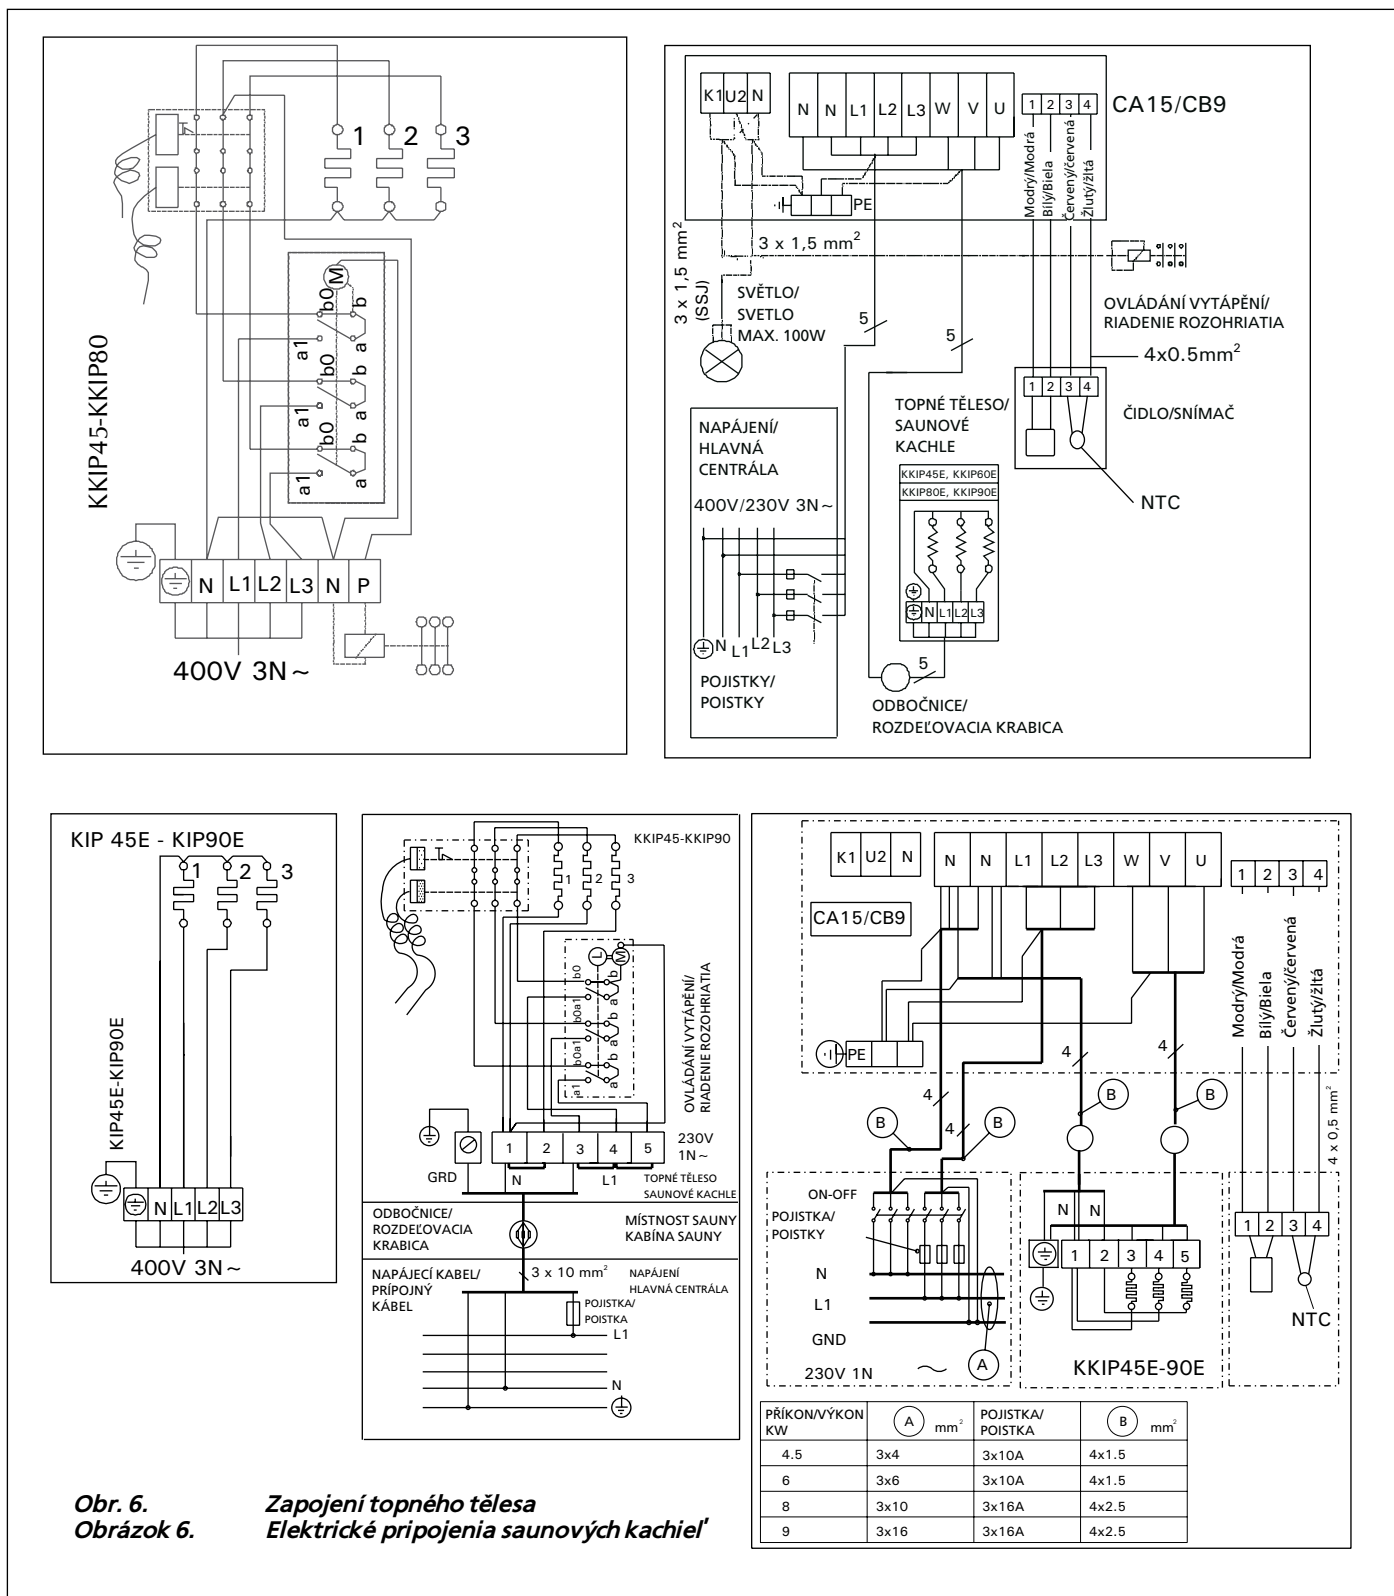 1
2
3
M
b0
b
a1
a
b0
b
a1
a
b0
b
a1
a
KKIP45-KKIP80
N L1 L2 L3 N P
400V 3N~
K1 U2 N
N N L1 L2 L3 W V U
1 2 3 4
CA15/CB9
Modrý/Modrá
Bílý/Biela
Červený/červená
Žlutý/žltá
PE
3 x 1,5 mm²
(SSJ)
3 x 1,5 mm²
SVĚTLO/
SVETLO
MAX. 100W
5
5
OVLÁDÁNÍ VYTÁPĚNÍ/
RIADENIE ROZOHRIATIA
4x0.5mm²
1 2 3 4
ČIDLO/SNÍMAČ
NTC
NAPÁJENÍ/
HLAVNÁ
CENTRÁLA
400V/230V 3N~
N L1 L2 L3
POJISTKY/
POISTKY
TOPNÉ TĚLESO/
SAUNOVÉ
KACHLE
KKIP45E, KKIP60E
KKIP80E, KKIP90E
N L1 L2 L3
5
ODBOČNICE/
ROZDEĽOVACIA KRABICA
KIP 45E - KIP90E
1
2
3
KIP45E-KIP90E
N L1 L2 L3
400V 3N~
KKIP45-KKIP90
1
2
3
L
M
b0
b
b0a1
a
b
b0a1
a
b
a1
a
OVLÁDÁNÍ VYTÁPĚNÍ/
RIADENIE ROZOHRIATIA
1 2 3 4 5
230V
1N~
GRD
N
L1
TOPNÉ TĚLESO
SAUNOVÉ KACHLE
ODBOČNICE/
ROZDEĽOVACIA
KRABICA
MÍSTNOST SAUNY
KABÍNA SAUNY
NAPÁJECÍ KABEL/
PRÍPOJNÝ
KÁBEL
3 x 10 mm²
NAPÁJENÍ
HLAVNÁ CENTRÁLA
POJISTKA/
POISTKA
L1
N
K1 U2 N
N N L1 L2 L3 W V U
1 2 3 4
CA15/CB9
Modrý/Modrá
Bílý/Biela
Červený/červená
Žlutý/žltá
PE
4
4
4
4
B
B
B
B
4 x 0,5 mm²
ON-OFF
POJISTKA/
POISTKY
N
L1
GND
230V 1N ~
A
N N
1 2 3 4 5
KKIP45E-90E
1 2 3 4
NTC
PŘÍKON/VÝKON
KW
A mm²
POJISTKA/
POISTKA
B mm²
4.5 3x4 3x10A 4x1.5
6 3x6 3x10A 4x1.5
8 3x10 3x16A 4x2.5
9 3x16 3x16A 4x2.5
Obr. 6. Zapojení topného tělesa
Obrázok 6. Elektrické pripojenia saunových kachieľ